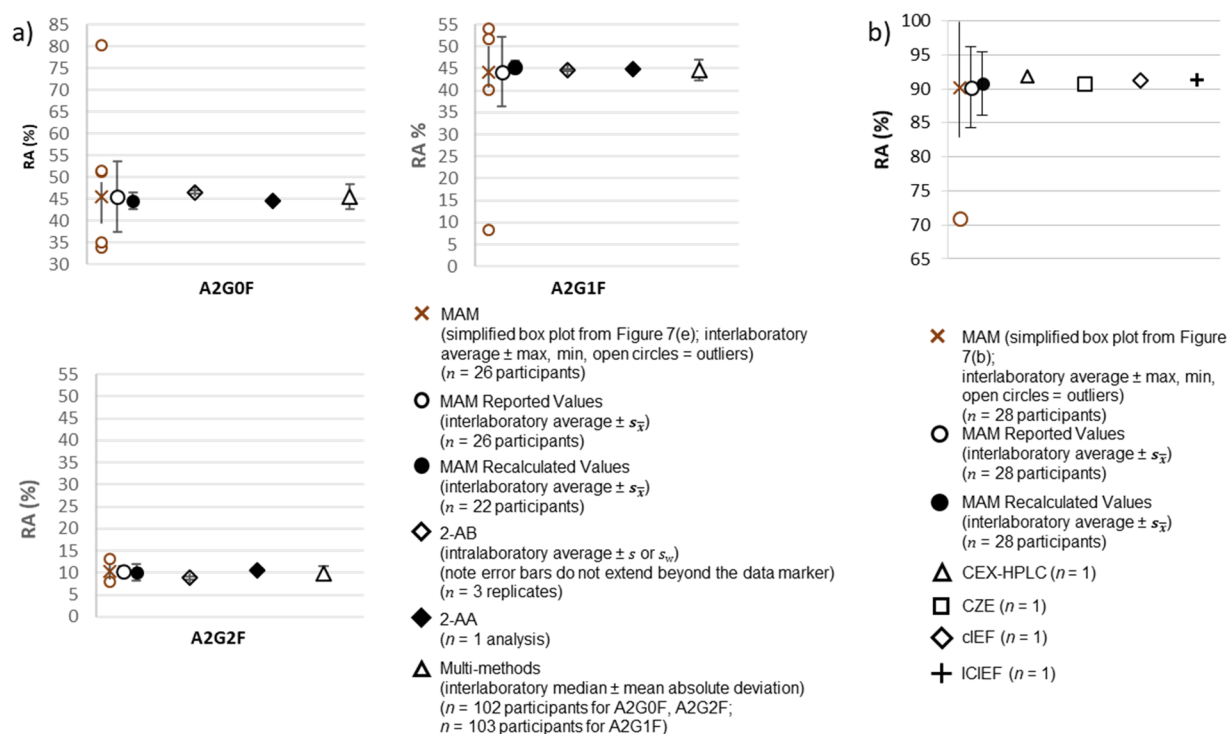 a)
85
80
75
70
65
60
55
50
45
40
35
30
RA (%)
A2G0F
55
50
45
40
35
30
25
20
15
10
5
0
RA %
A2G1F
55
50
45
40
35
30
25
20
15
10
5
0
RA (%)
A2G2F
MAM
(simplified box plot from Figure 7(e); interlaboratory
average ± max, min, open circles = outliers)
(n = 26 participants)
MAM Reported Values
(interlaboratory average ± sx̅)
(n = 26 participants)
MAM Recalculated Values
(interlaboratory average ± sx̅)
(n = 22 participants)
2-AB
(intralaboratory average ± s or sw)
(note error bars do not extend beyond the data marker)
(n = 3 replicates)
2-AA
(n = 1 analysis)
Multi-methods
(interlaboratory median ± mean absolute deviation)
(n = 102 participants for A2G0F, A2G2F;
n = 103 participants for A2G1F)
b)
100
95
90
85
80
75
70
65
RA (%)
MAM (simplified box plot from Figure
7(b);
interlaboratory average ± max, min,
open circles = outliers)
(n = 28 participants)
MAM Reported Values
(interlaboratory average ± sx̅)
(n = 28 participants)
MAM Recalculated Values
(interlaboratory average ± sx̅)
(n = 28 participants)
CEX-HPLC (n = 1)
CZE (n = 1)
cIEF (n = 1)
ICIEF (n = 1)